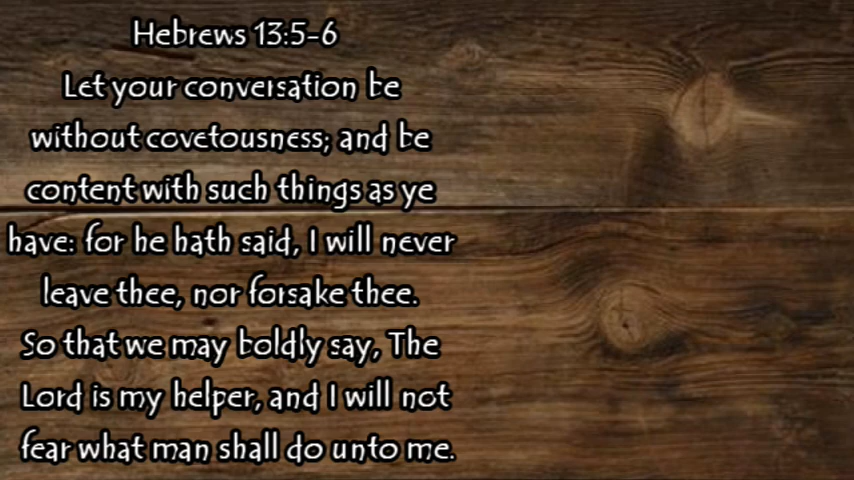 Hebrews 13:5-6
Let your conversation be
without covetousness; and be
content with such things as ye
have: for he hath said, I will never
leave thee, nor forsake thee.
So that we may boldly say, The
Lord is my helper, and I will not
fear what man shall do unto me.